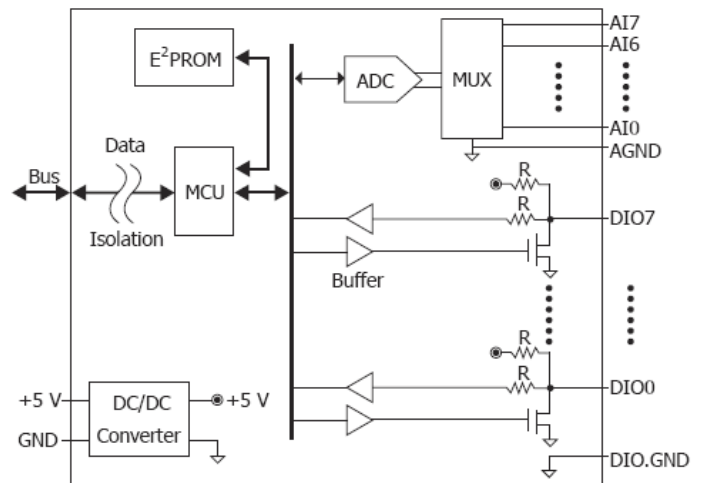 AI7
E²PROM
AI6
ADC
MUX
AI0
AGND
Data
Bus
MCU
Isolation
R
R
DIO7
Buffer
R
R
DIO0
+5 V
DC/DC
+5 V
GND
Converter
DIO.GND